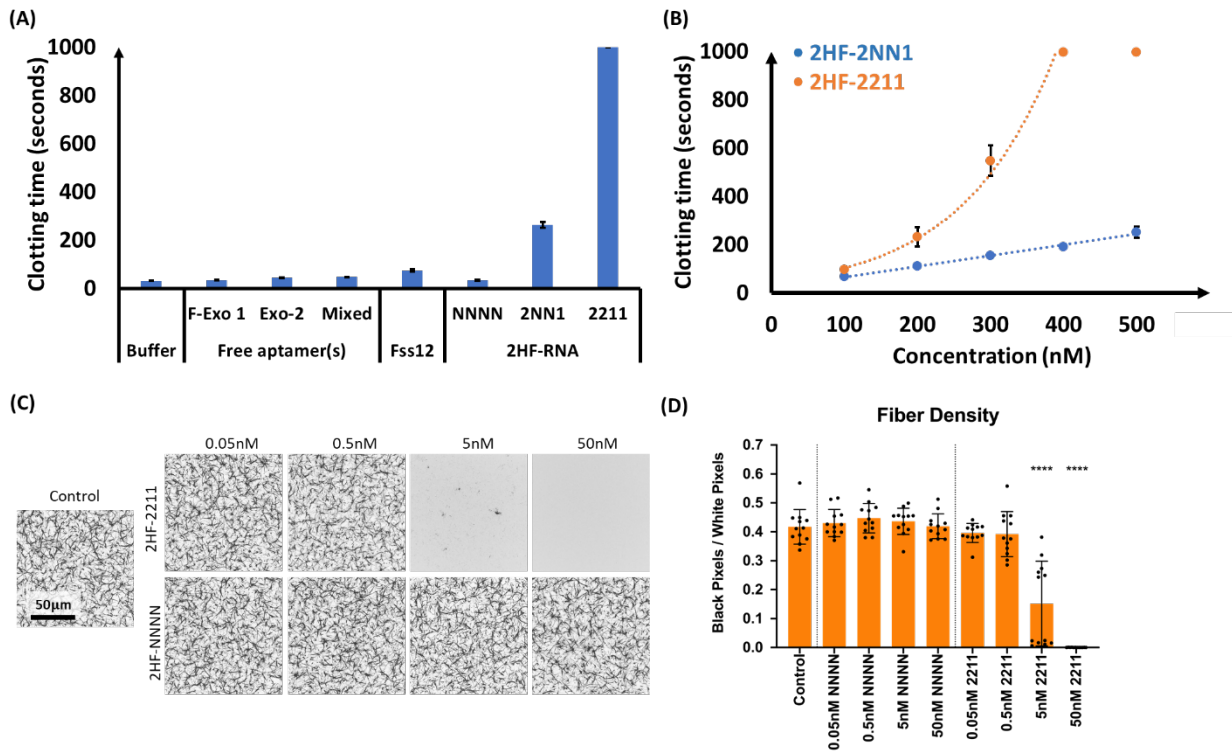 (A)
Clotting time (seconds)
1000
800
600
400
200
0
F-Exo 1 Exo-2 Mixed NNNN 2NN1 2211
Buffer Free aptamer(s) Fss12 2HF-RNA
(B)
Clotting time (seconds)
2HF-2NN1
2HF-2211
1000
800
600
400
200
0
0 100 200 300 400 500
Concentration (nM)
(C)
0.05nM 0.5nM 5nM 50nM
Control
50μm
2HF-2211
2HF-NNNN
(D)
Fiber Density
Black Pixels / White Pixels
0.7
0.6
0.5
0.4
0.3
0.2
0.1
0.0
**** ****
Control
0.05nM NNNN
0.5nM NNNN
5nM NNNN
50nM NNNN
0.05nM 2211
0.5nM 2211
5nM 2211
50nM 2211